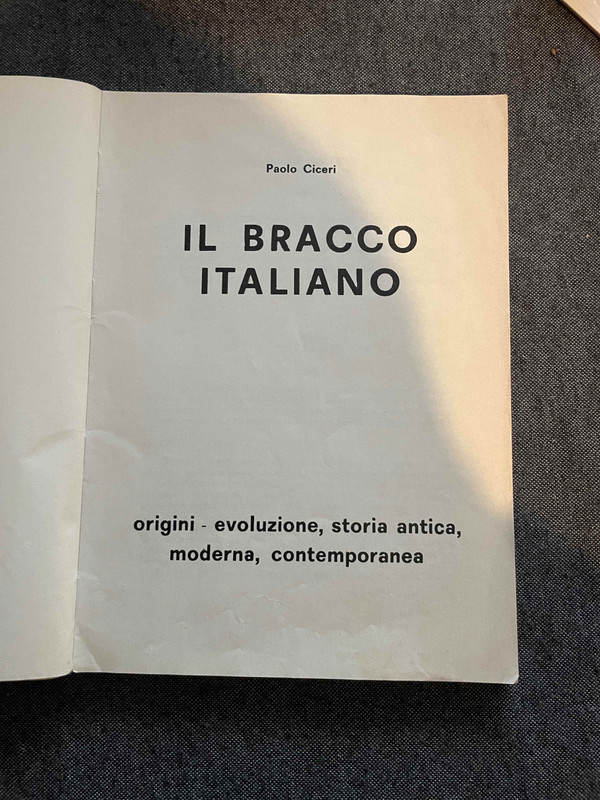 Paolo Ciceri
IL BRACCO
ITALIANO
origini - evoluzione, storia antica,
moderna, contemporanea